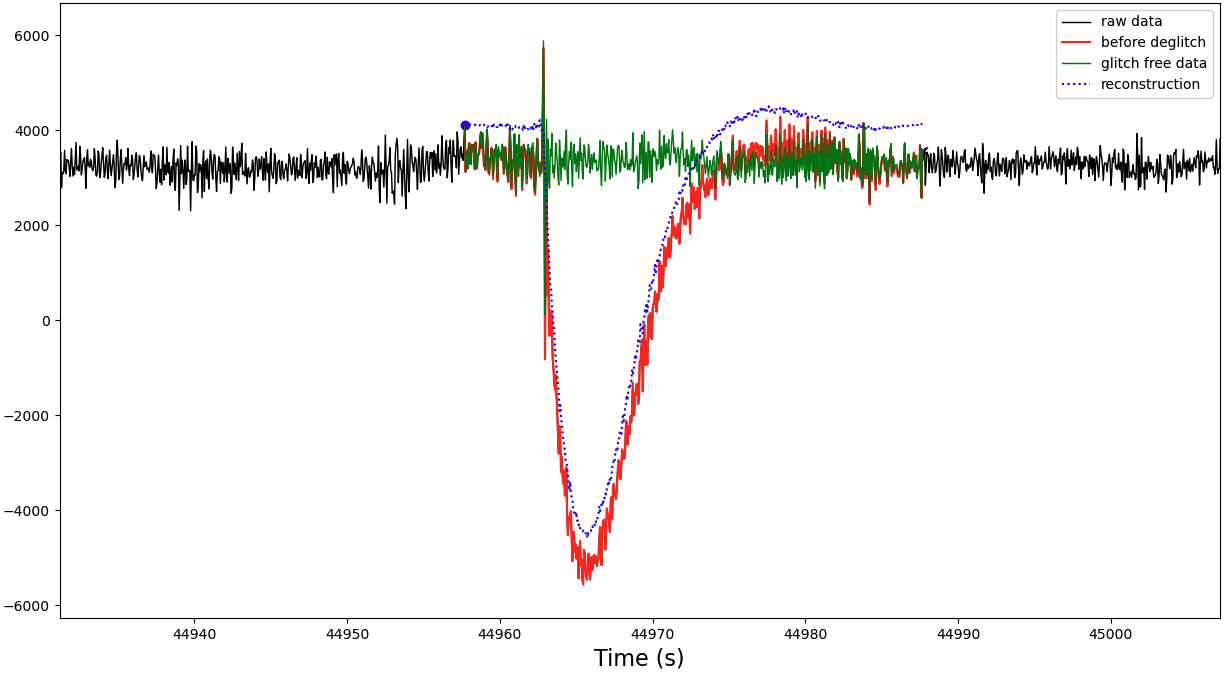 raw data
before deglitch
glitch free data
reconstruction
6000
4000
2000
0
−2000
−4000
−6000
44940 44950 44960 44970 44980 44990 45000
Time (s)